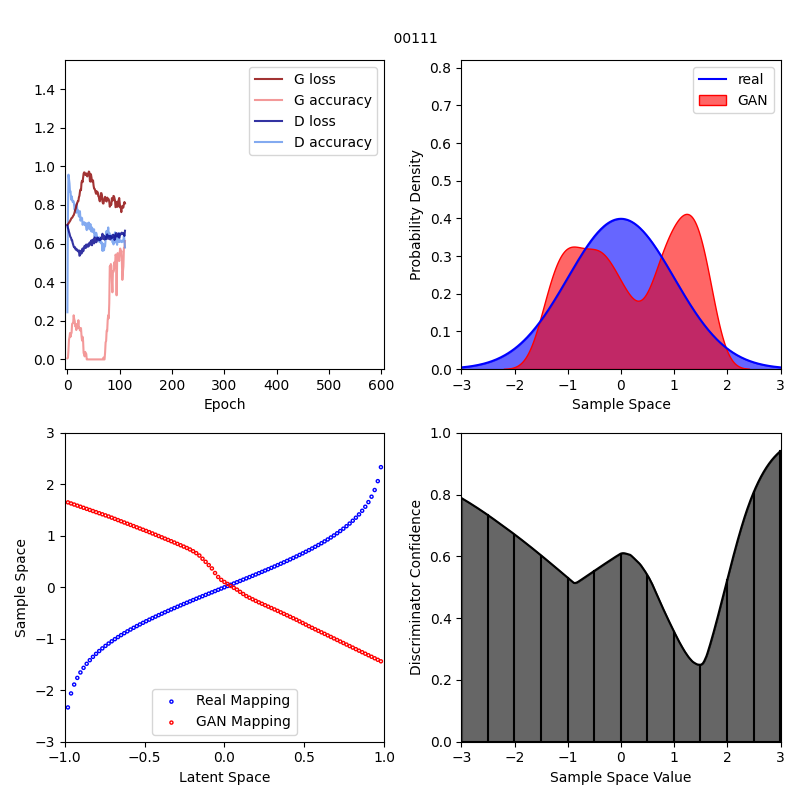 00111
G loss
G accuracy
D loss
D accuracy
1.4
1.2
1.0
0.8
0.6
0.4
0.2
0.0
0 100 200 300 400 500 600
Epoch
real
GAN
Probability Density
0.8
0.7
0.6
0.5
0.4
0.3
0.2
0.1
0.0
−3 −2 −1 0 1 2 3
Sample Space
Sample Space
3
2
1
0
−1
−2
−3
Real Mapping
GAN Mapping
−1.0 −0.5 0.0 0.5 1.0
Latent Space
Discriminator Confidence
1.0
0.8
0.6
0.4
0.2
0.0
−3 −2 −1 0 1 2 3
Sample Space Value